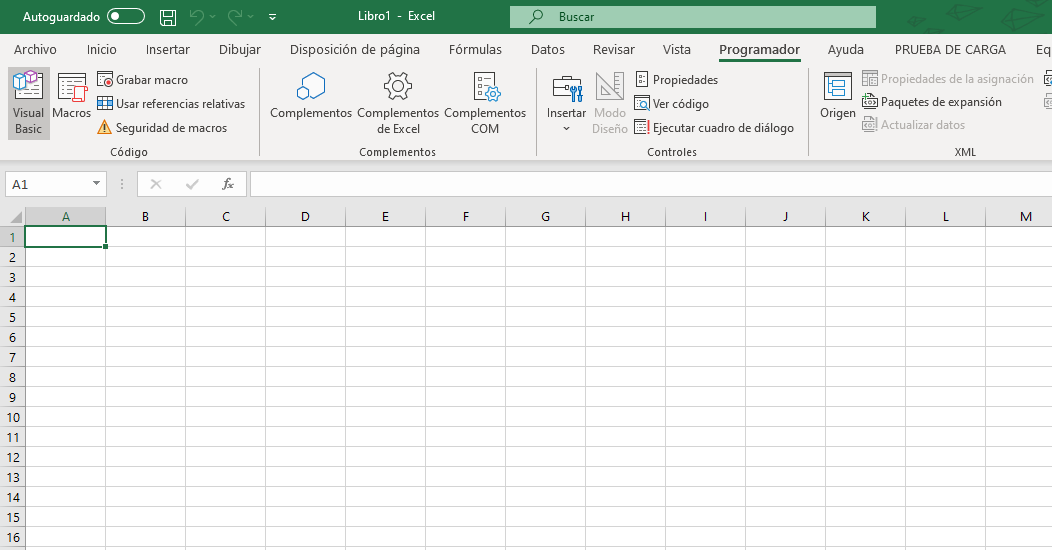 Autoguardado Libro1 - Excel Buscar
Archivo Inicio Insertar Dibujar Disposición de página Fórmulas Datos Revisar Vista Programador Ayuda PRUEBA DE CARGA Eq
Visual Basic
Macros
Grabar macro
Usar referencias relativas
Seguridad de macros
Código
Complementos
Complementos de Excel
Complementos COM
Complementos
Insertar
Modo Diseño
Propiedades
Ver código
Ejecutar cuadro de diálogo
Controles
Origen
Propiedades de la asignación
Paquetes de expansión
Actualizar datos
XML
A1 fx
A B C D E F G H I J K L M
1
2
3
4
5
6
7
8
9
10
11
12
13
14
15
16